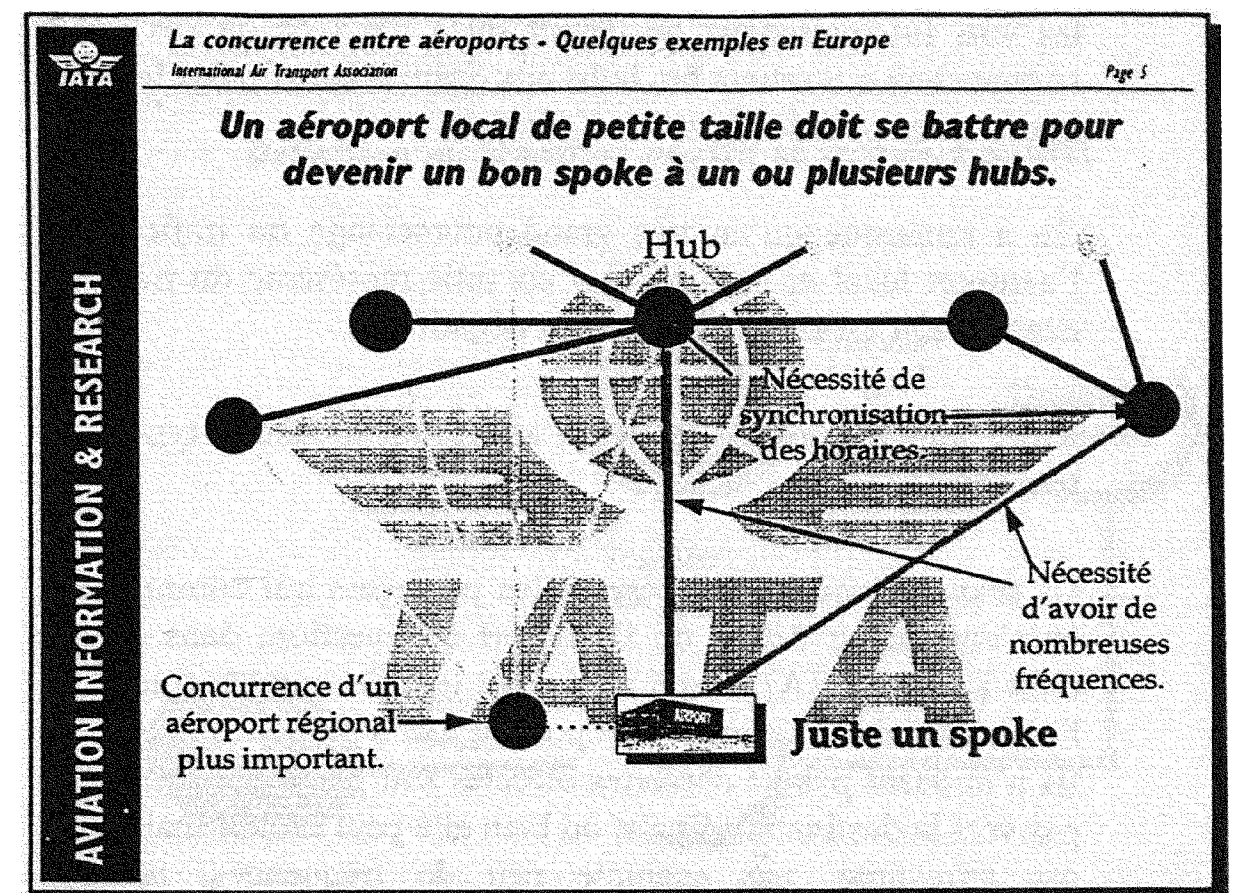 IATA
La concurrence entre aéroports - Quelques exemples en Europe
International Air Transport Association
Page 5
Un aéroport local de petite taille doit se battre pour
devenir un bon spoke à un ou plusieurs hubs.
AVIATION INFORMATION & RESEARCH
Hub
Nécessité de
synchronisation
des horaires.
Nécessité
d'avoir de
nombreuses
fréquences.
Concurrence d'un
aéroport régional
plus important.
AIRPORT
Juste un spoke
IATA